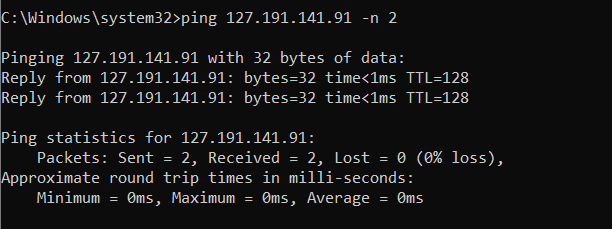 C:\Windows\system32>ping 127.191.141.91 -n 2
Pinging 127.191.141.91 with 32 bytes of data:
Reply from 127.191.141.91: bytes=32 time<1ms TTL=128
Reply from 127.191.141.91: bytes=32 time<1ms TTL=128
Ping statistics for 127.191.141.91:
    Packets: Sent = 2, Received = 2, Lost = 0 (0% loss),
Approximate round trip times in milli-seconds:
    Minimum = 0ms, Maximum = 0ms, Average = 0ms